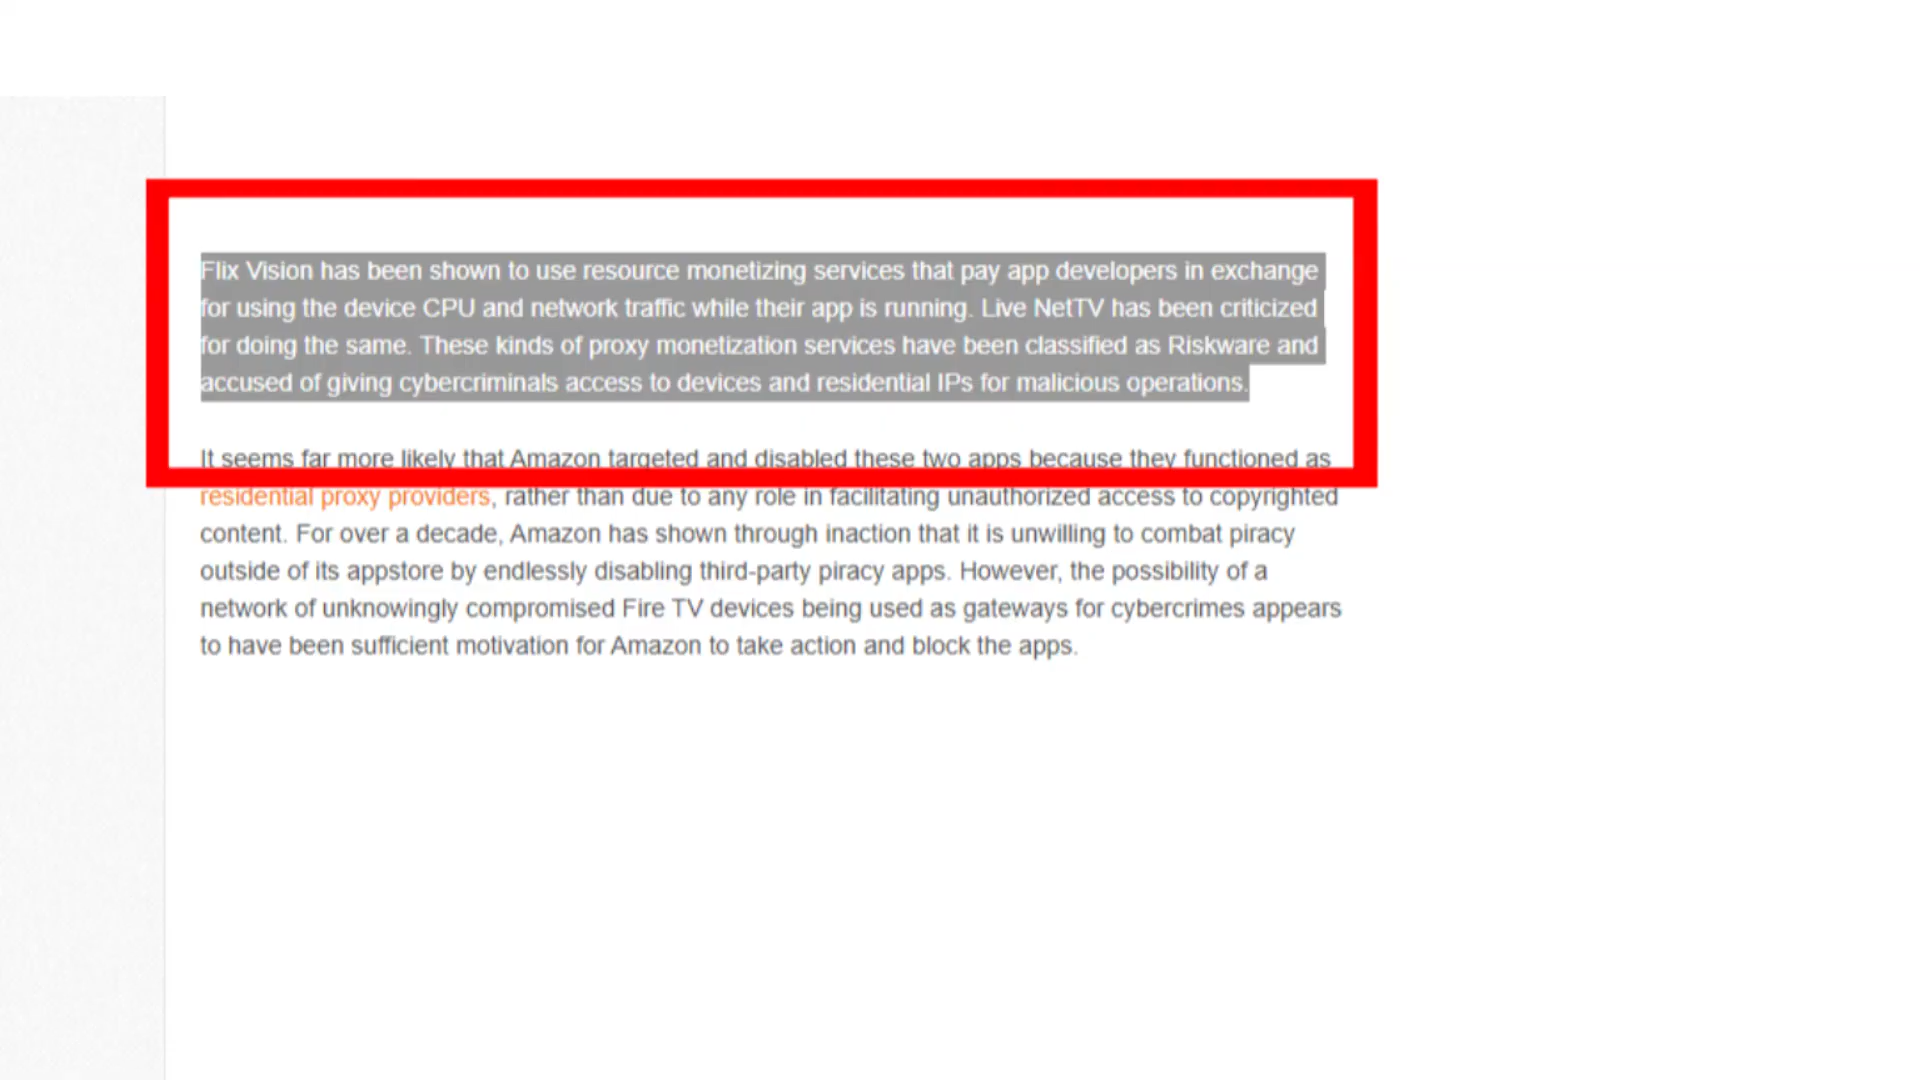 Flix Vision has been shown to use resource monetizing services that pay app developers in exchange
for using the device CPU and network traffic while their app is running. Live NetTV has been criticized
for doing the same. These kinds of proxy monetization services have been classified as Riskware and
accused of giving cybercriminals access to devices and residential IPs for malicious operations.
It seems far more likely that Amazon targeted and disabled these two apps because they functioned as
residential proxy providers, rather than due to any role in facilitating unauthorized access to copyrighted
content. For over a decade, Amazon has shown through inaction that it is unwilling to combat piracy
outside of its appstore by endlessly disabling third-party piracy apps. However, the possibility of a
network of unknowingly compromised Fire TV devices being used as gateways for cybercrimes appears
to have been sufficient motivation for Amazon to take action and block the apps.